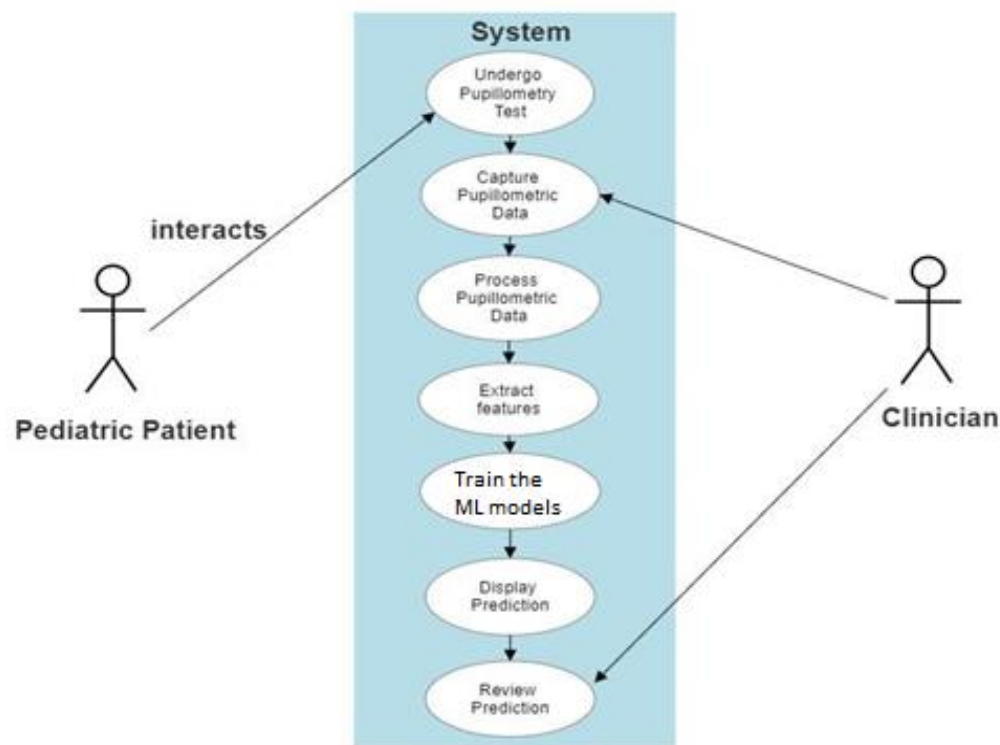 System
Undergo
Pupillometry
Test
Capture
Pupillometric
Data
interacts
Process
Pupillometric
Data
Extract
features
Pediatric Patient
Clinician
Train the
ML models
Display
Prediction
Review
Prediction